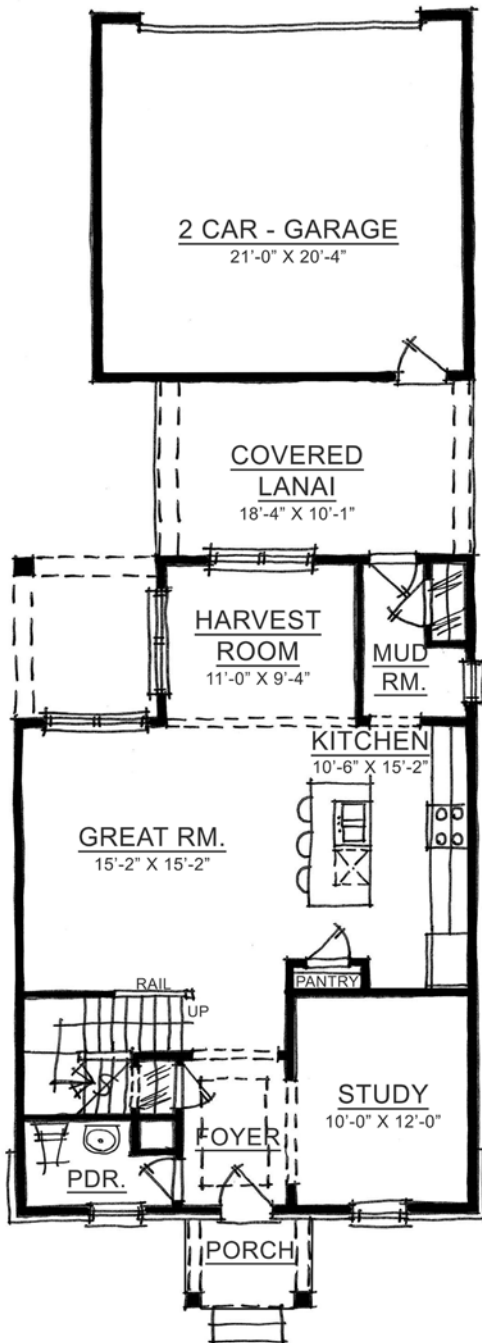 2 CAR - GARAGE
21'-0" X 20'-4"
COVERED
LANAI
18'-4" X 10'-1"
HARVEST
ROOM
11'-0" X 9'-4"
MUD
RM.
KITCHEN
10'-6" X 15'-2"
GREAT RM.
15'-2" X 15'-2"
PANTRY
RAIL
UP
STUDY
10'-0" X 12'-0"
FOYER
PDR.
PORCH